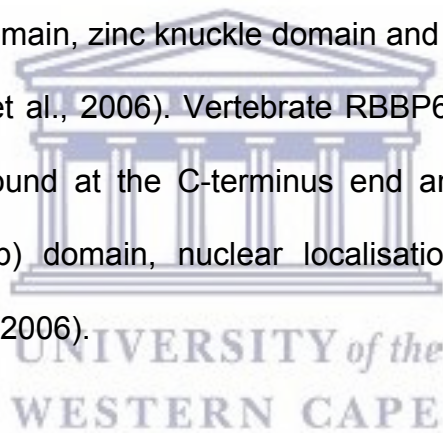 main, zinc knuckle domain and
et al., 2006). Vertebrate RBBP6
ound at the C-terminus end an
o) domain, nuclear localisatio
2006).
UNIVERSITY of the
WESTERN CAPE